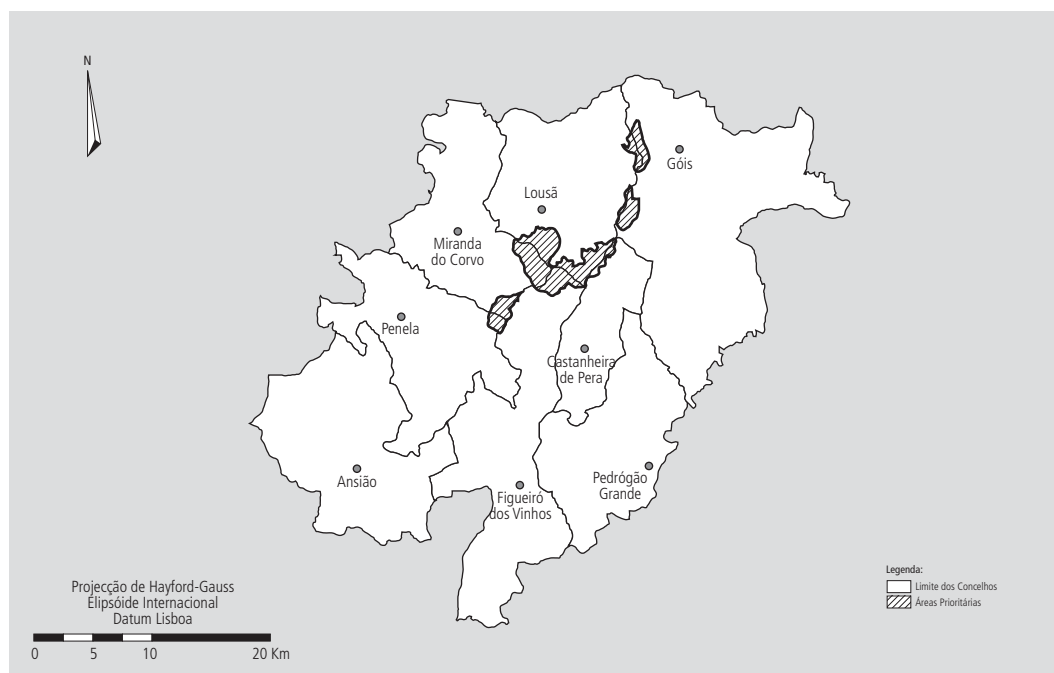 N
Góis
Lousã
Miranda
do Corvo
Penela
Castanheira
de Pera
Ansião
Pedrógão
Grande
Figueiró
dos Vinhos
Projecção de Hayford-Gauss
Elipsóide Internacional
Datum Lisboa
0 5 10 20 Km
Legenda:
Limite dos Concelhos
Áreas Prioritárias